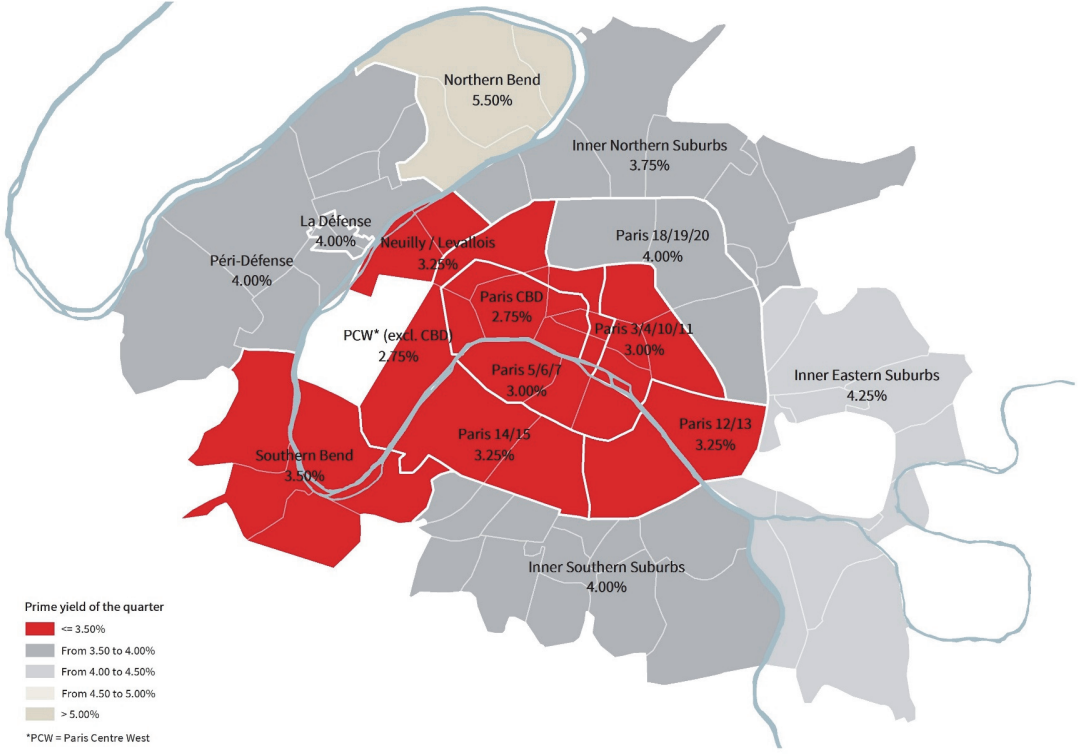 Northern Bend
5.50%
Inner Northern Suburbs
3.75%
La Défense
4.00%
Neuilly / Levallois
3.25%
Paris 18/19/20
4.00%
Péri-Défense
4.00%
Paris CBD
2.75%
PCW* (excl. CBD)
2.75%
Paris 3/4/10/11
3.00%
Paris 5/6/7
3.00%
Inner Eastern Suburbs
4.25%
Paris 12/13
3.25%
Paris 14/15
3.25%
Southern Bend
3.50%
Inner Southern Suburbs
4.00%
Prime yield of the quarter
<= 3.50%
From 3.50 to 4.00%
From 4.00 to 4.50%
From 4.50 to 5.00%
> 5.00%
*PCW = Paris Centre West